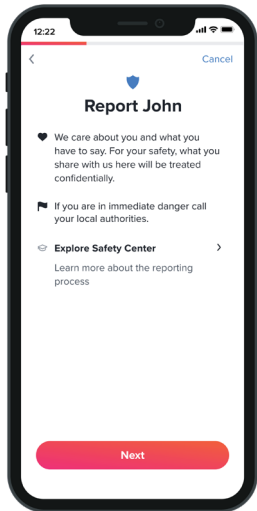 12:22
Cancel
Report John
We care about you and what you
have to say. For your safety, what you
share with us here will be treated
confidentially.
If you are in immediate danger call
your local authorities.
Explore Safety Center
Learn more about the reporting
process
Next